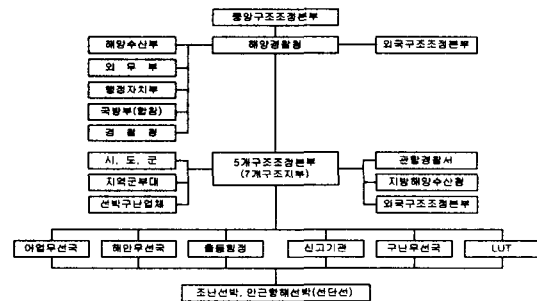 중앙구조조정본부
해양수산부
해양경찰청
외국구조조정본부
외 무 부
행정자치부
국방부(합참)
경 찰 청
시, 도, 군
5개구조조정본부
(7개구조지부)
관할경찰서
지역군부대
지방해양수산청
선박구난업체
외국구조조정본부
어업무선국
해안무선국
출동함정
신고기관
구난무선국
LUT
조난선박, 인근항해선박(선단선)